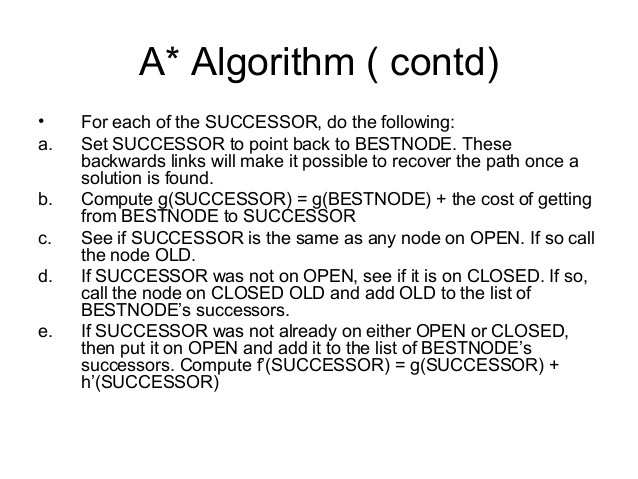 A* Algorithm ( contd)
• For each of the SUCCESSOR, do the following:
a. Set SUCCESSOR to point back to BESTNODE. These
backwards links will make it possible to recover the path once a
solution is found.
b. Compute g(SUCCESSOR) = g(BESTNODE) + the cost of getting
from BESTNODE to SUCCESSOR
c. See if SUCCESSOR is the same as any node on OPEN. If so call
the node OLD.
d. If SUCCESSOR was not on OPEN, see if it is on CLOSED. If so,
call the node on CLOSED OLD and add OLD to the list of
BESTNODE’s successors.
e. If SUCCESSOR was not already on either OPEN or CLOSED,
then put it on OPEN and add it to the list of BESTNODE’s
successors. Compute f’(SUCCESSOR) = g(SUCCESSOR) +
h’(SUCCESSOR)